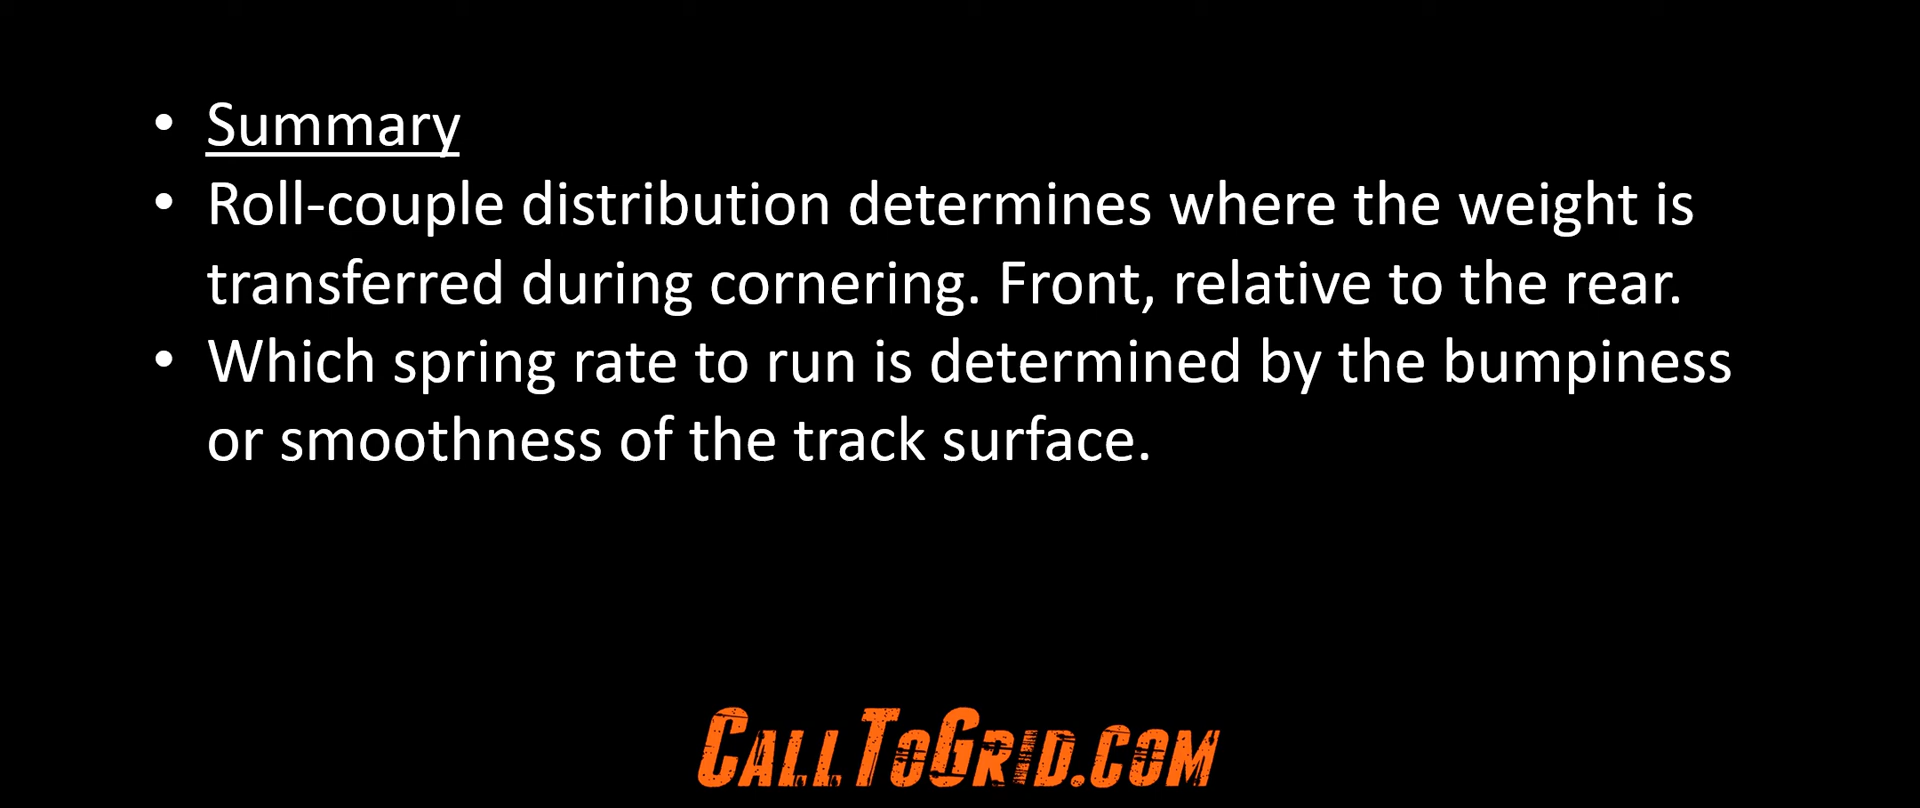 • Summary
• Roll-couple distribution determines where the weight is
transferred during cornering. Front, relative to the rear.
• Which spring rate to run is determined by the bumpiness
or smoothness of the track surface.
CALLTOGRID.COM